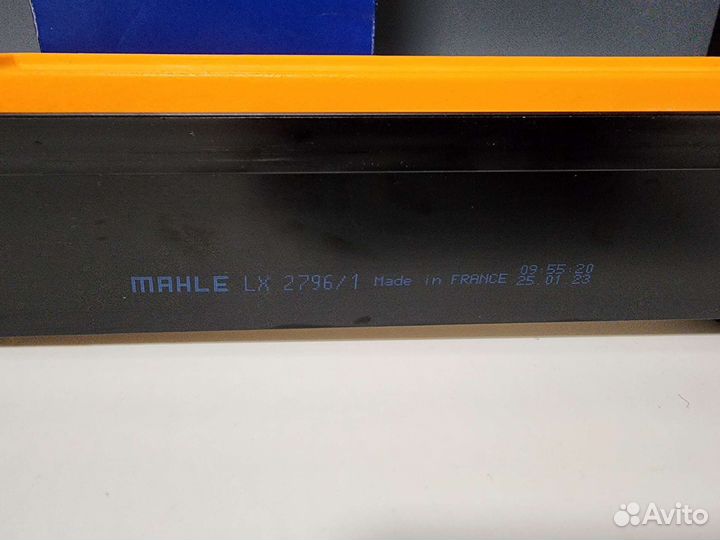 MAHLE LX 2796/1 Made in FRANCE 09:55:20
25.01.23
Avito